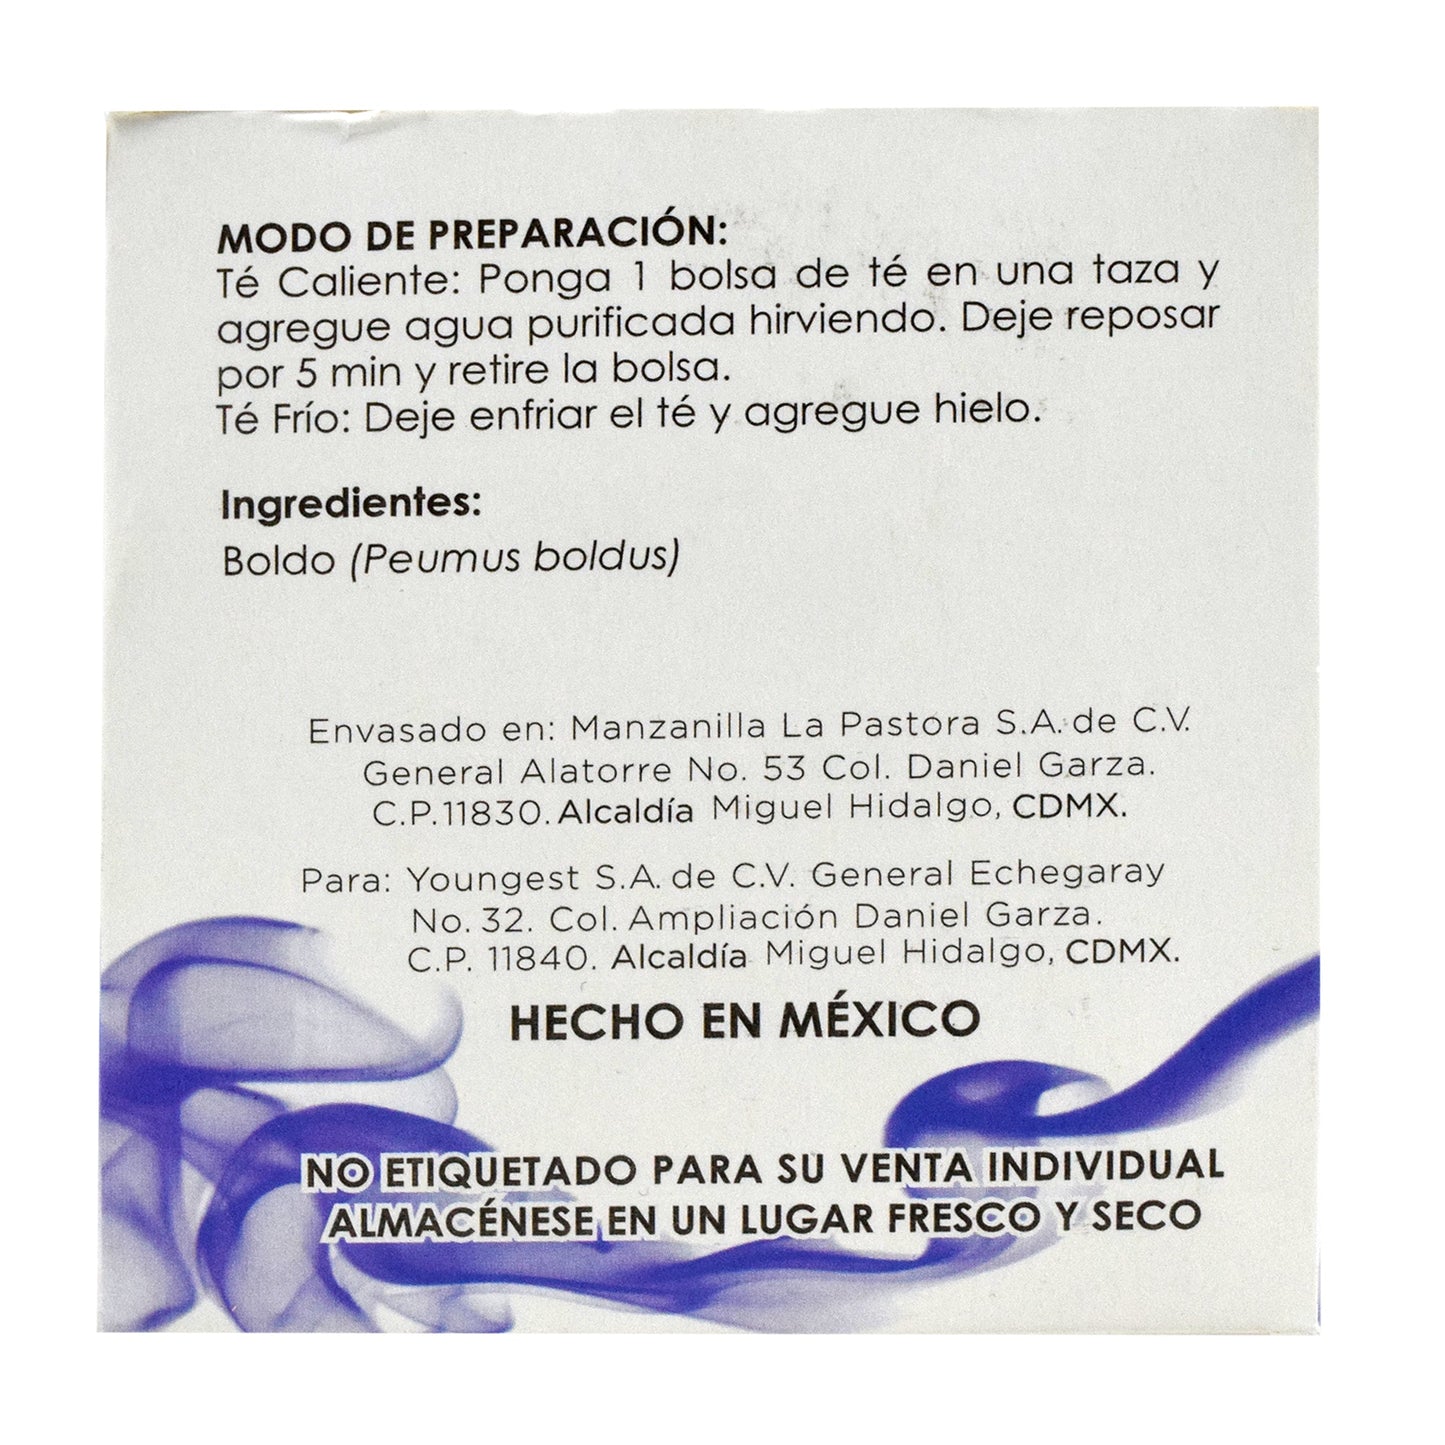 MODO DE PREPARACIÓN:
Té Caliente: Ponga 1 bolsa de té en una taza y
agregue agua purificada hirviendo. Deje reposar
por 5 min y retire la bolsa.
Té Frío: Deje enfriar el té y agregue hielo.
Ingredientes:
Boldo (Peumus boldus)
Envasado en: Manzanilla La Pastora S.A. de C.V.
General Alatorre No. 53 Col. Daniel Garza.
C.P.11830. Alcaldía Miguel Hidalgo, CDMX.
Para: Youngest S.A. de C.V. General Echegaray
No. 32. Col. Ampliación Daniel Garza.
C.P. 11840. Alcaldía Miguel Hidalgo, CDMX.
HECHO EN MÉXICO
NO ETIQUETADO PARA SU VENTA INDIVIDUAL
ALMACÉNESE EN UN LUGAR FRESCO Y SECO